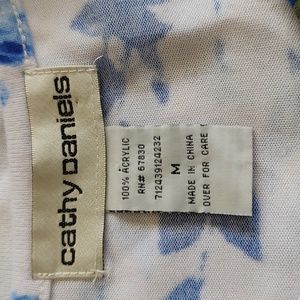 cathy Daniels
100% ACRYLIC
RN# 67830
712439124232
M
MADE IN CHINA
OVER FOR CARE